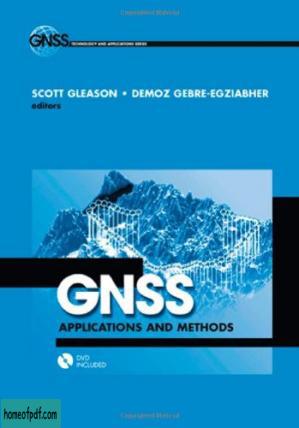 GNSS
TECHNOLOGY AND APPLICATIONS SERIES
SCOTT GLEASON • DEMOZ GEBRE-EGZIABHER
editors
GNSS
APPLICATIONS AND METHODS
DVD
INCLUDED
homeofpdf.com